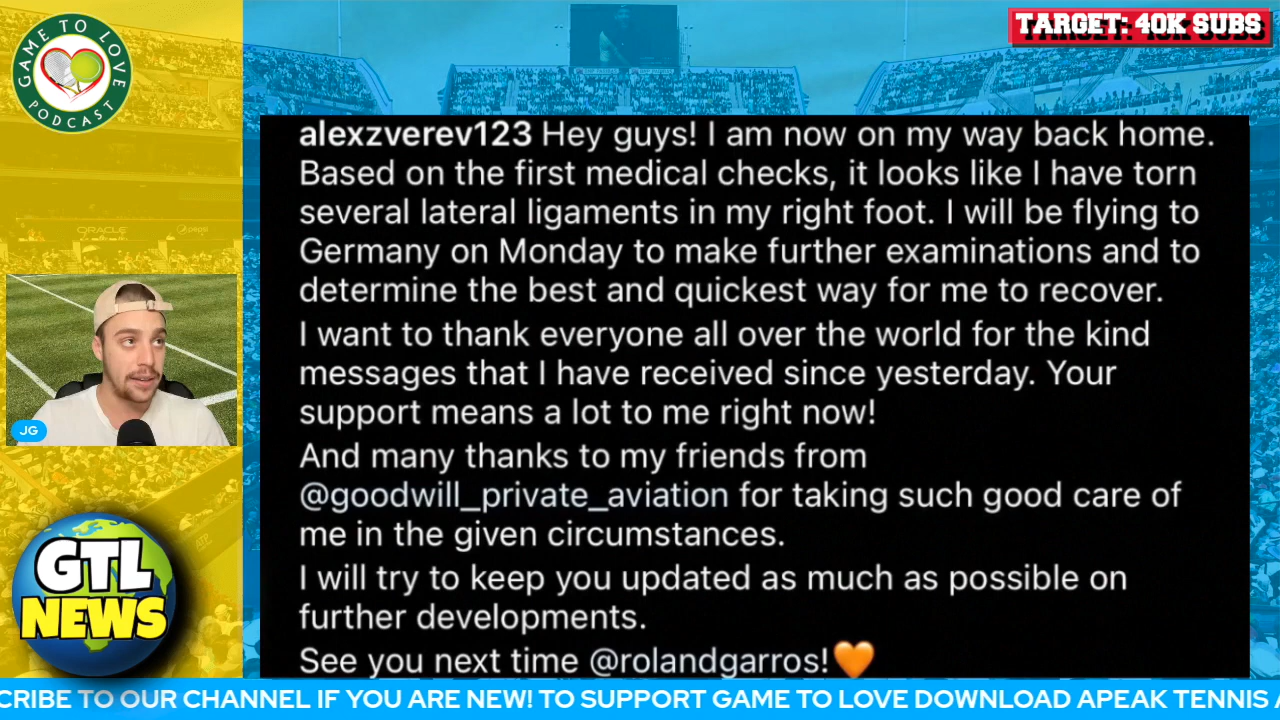 GAME TO LOVE
PODCAST
TARGET: 40K SUBS
alexzverev123 Hey guys! I am now on my way back home.
Based on the first medical checks, it looks like I have torn
several lateral ligaments in my right foot. I will be flying to
Germany on Monday to make further examinations and to
determine the best and quickest way for me to recover.
I want to thank everyone all over the world for the kind
messages that I have received since yesterday. Your
support means a lot to me right now!
And many thanks to my friends from
@goodwill_private_aviation for taking such good care of
me in the given circumstances.
I will try to keep you updated as much as possible on
further developments.
See you next time @rolandgarros!🧡
ORACLE
pepsi
JG
GTL
NEWS
CRIBE TO OUR CHANNEL IF YOU ARE NEW! TO SUPPORT GAME TO LOVE DOWNLOAD APEAK TENNIS A